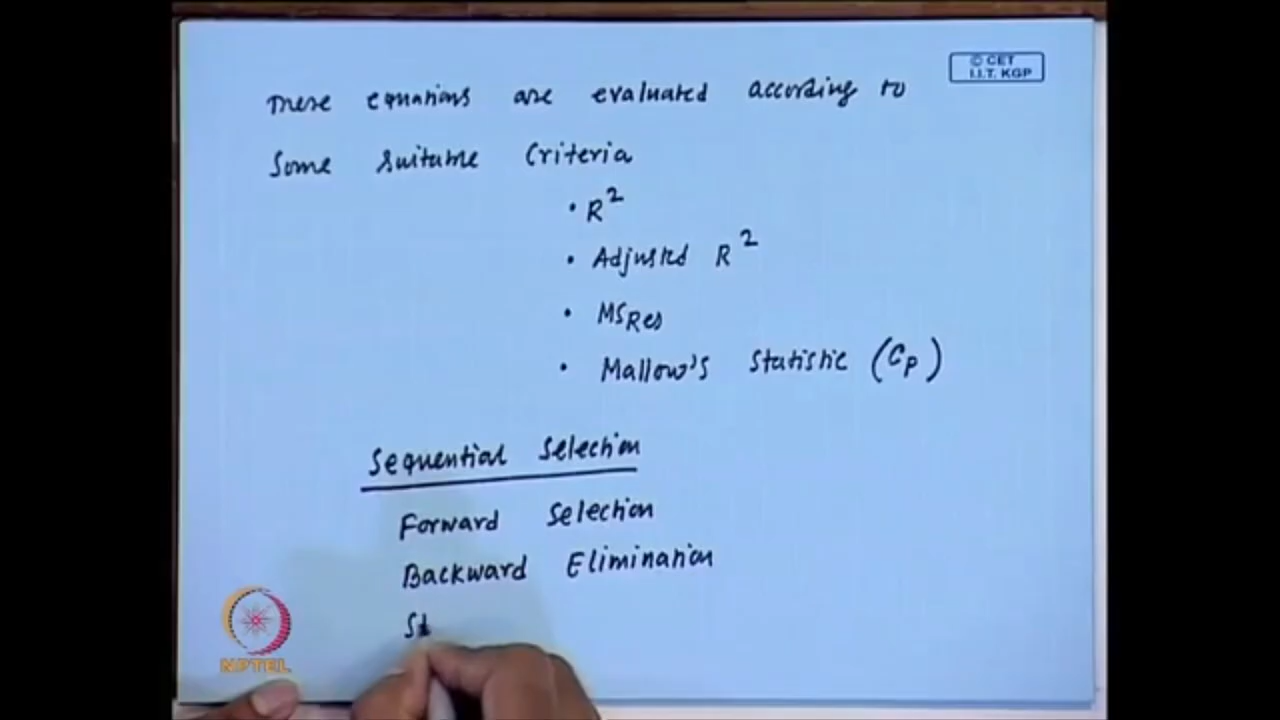 © CET
I.I.T. KGP
These equations are evaluated according to
Some suitable Criteria
• R²
• Adjusted R²
• MSRes
• Mallow's Statistic (Cp)
Sequential Selection
Forward Selection
Backward Elimination
St
NPTEL